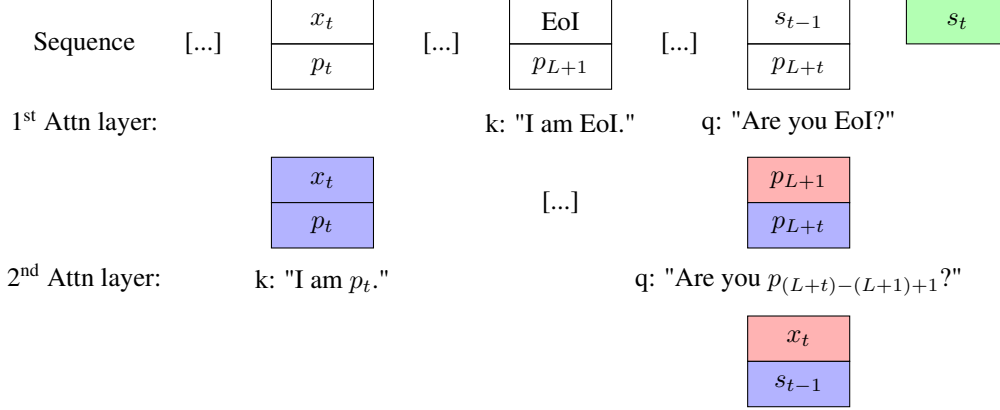 Sequence [...] x_t [...] EoI [...] s_{t−1} s_t
p_t p_{L+1} p_{L+t}
1st Attn layer: k: "I am EoI." q: "Are you EoI?"
x_t p_{L+1}
[...]
p_t p_{L+t}
2nd Attn layer: k: "I am p_t." q: "Are you p_{(L+t)−(L+1)+1}?"
x_t
s_{t−1}